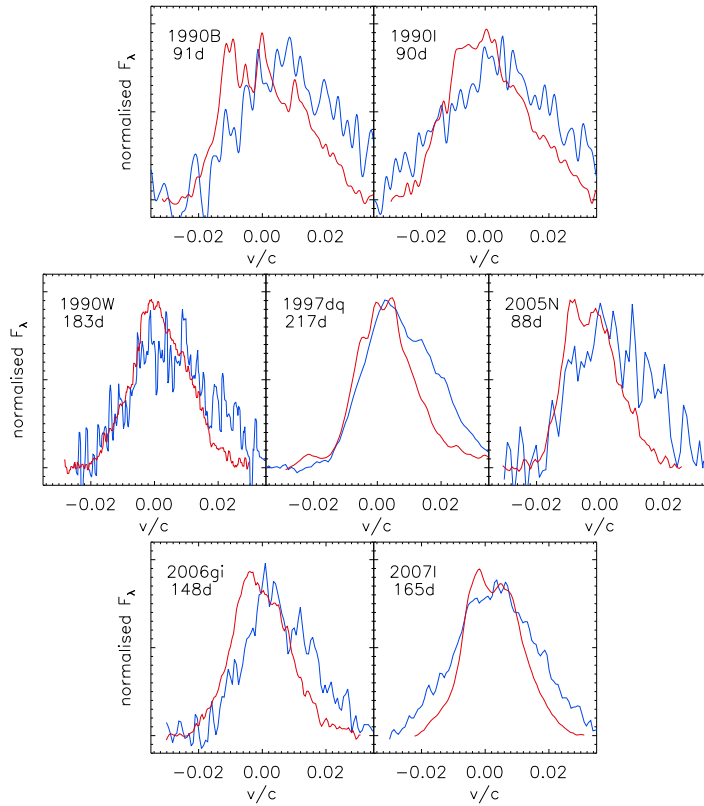 normalised F_λ
1990B
91d
1990I
90d
−0.02 0.00 0.02 −0.02 0.00 0.02
v/c v/c
normalised F_λ
1990W
183d
1997dq
217d
2005N
88d
−0.02 0.00 0.02 −0.02 0.00 0.02 −0.02 0.00 0.02
v/c v/c v/c
normalised F_λ
2006gi
148d
2007I
165d
−0.02 0.00 0.02 −0.02 0.00 0.02
v/c v/c